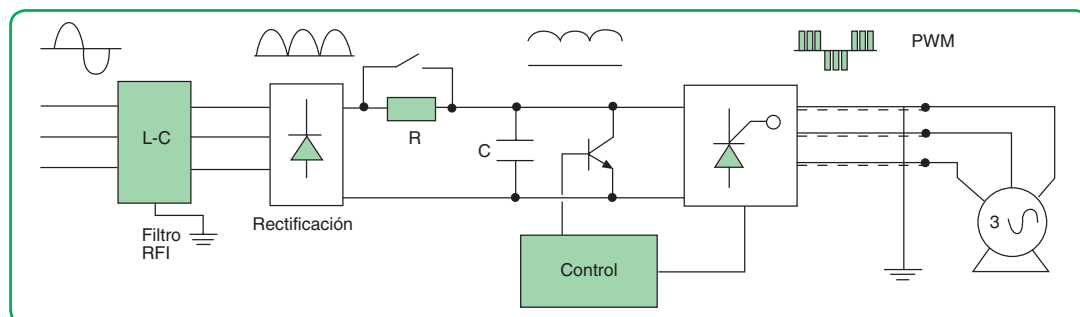 PWM
L-C
R
C
Filtro
RFI
Rectificación
Control
3